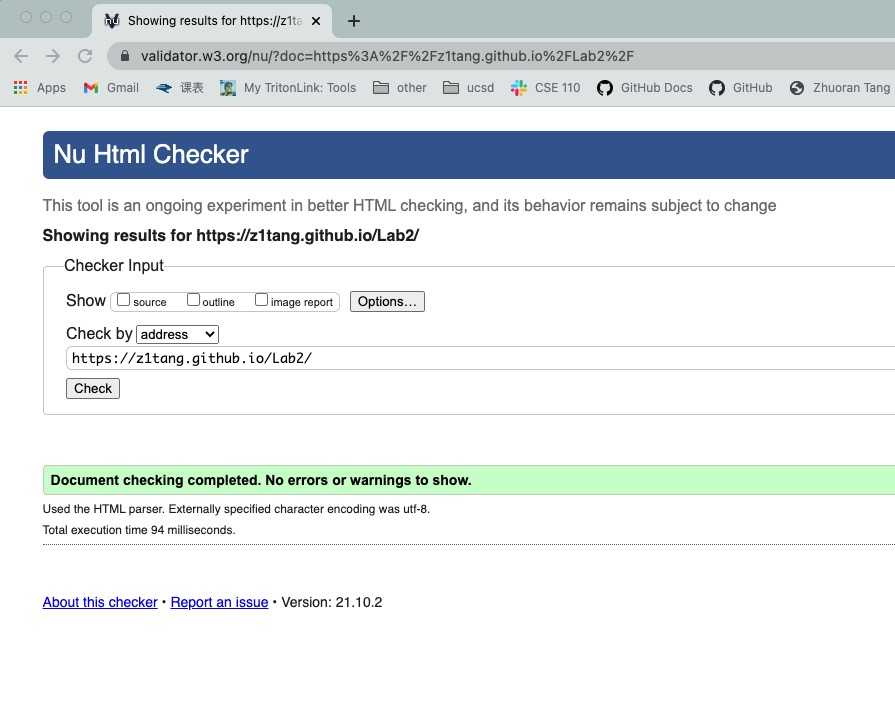 Showing results for https://z1ta
validator.w3.org/nu/?doc=https%3A%2F%2Fz1tang.github.io%2FLab2%2F
Apps Gmail 课表 My TritonLink: Tools other ucsd CSE 110 GitHub Docs GitHub Zhuoran Tang
Nu Html Checker
This tool is an ongoing experiment in better HTML checking, and its behavior remains subject to change
Showing results for https://z1tang.github.io/Lab2/
Checker Input
Show source outline image report Options...
Check by address
https://z1tang.github.io/Lab2/
Check
Document checking completed. No errors or warnings to show.
Used the HTML parser. Externally specified character encoding was utf-8.
Total execution time 94 milliseconds.
About this checker • Report an issue • Version: 21.10.2